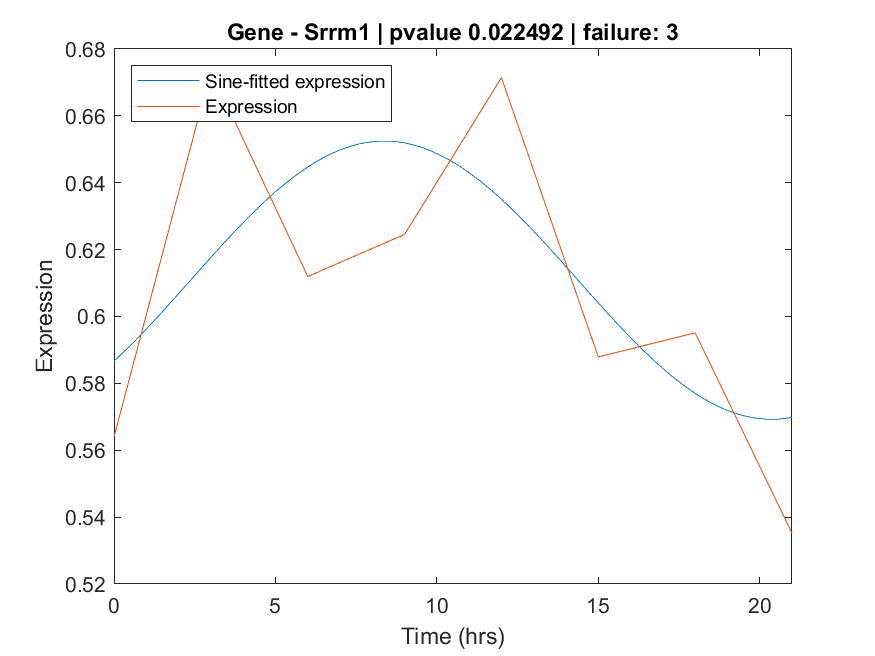 Gene - Srrm1 | pvalue 0.022492 | failure: 3
0.68
0.66
0.64
0.62
0.6
0.58
0.56
0.54
0.52
Expression
Sine-fitted expression
Expression
0
5
10
15
20
Time (hrs)